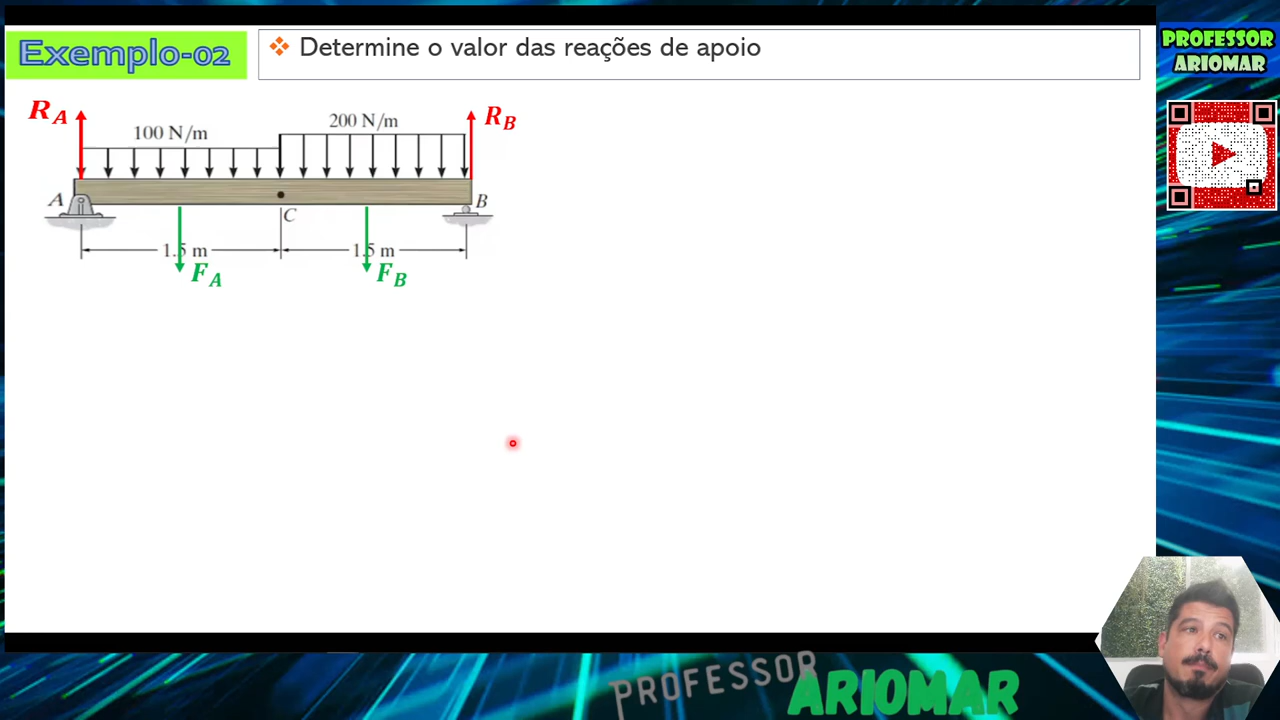 Exemplo-02
❖ Determine o valor das reações de apoio
PROFESSOR
ARIOMAR
R_A
100 N/m
200 N/m
R_B
A
B
C
1.5 m
1.5 m
F_A
F_B
PROFESSOR
ARIOMAR